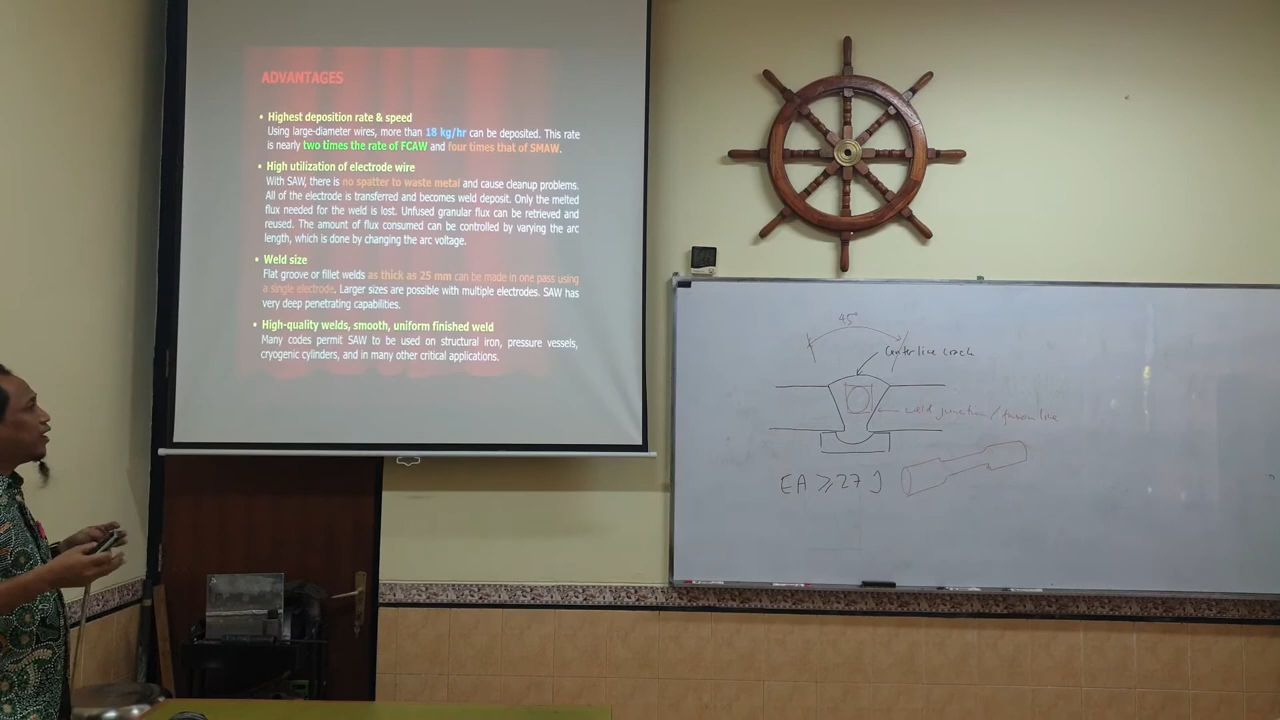 ADVANTAGES
• Highest deposition rate & speed
Using large-diameter wires, more than 18 kg/hr can be deposited. This rate
is nearly two times the rate of FCAW and four times that of SMAW.
• High utilization of electrode wire
With SAW, there is no spatter to waste metal and cause cleanup problems.
All of the electrode is transferred and becomes weld deposit. Only the melted
flux needed for the weld is lost. Unfused granular flux can be retrieved and
reused. The amount of flux consumed can be controlled by varying the arc
length, which is done by changing the arc voltage.
• Weld size
Flat groove or fillet welds as thick as 25 mm can be made in one pass using
a single electrode. Larger sizes are possible with multiple electrodes. SAW has
very deep penetrating capabilities.
• High-quality welds, smooth, uniform finished weld
Many codes permit SAW to be used on structural iron, pressure vessels,
cryogenic cylinders, and in many other critical applications.
45°
Centerline crack
weld junction / fusion line
EA ≥ 27 J